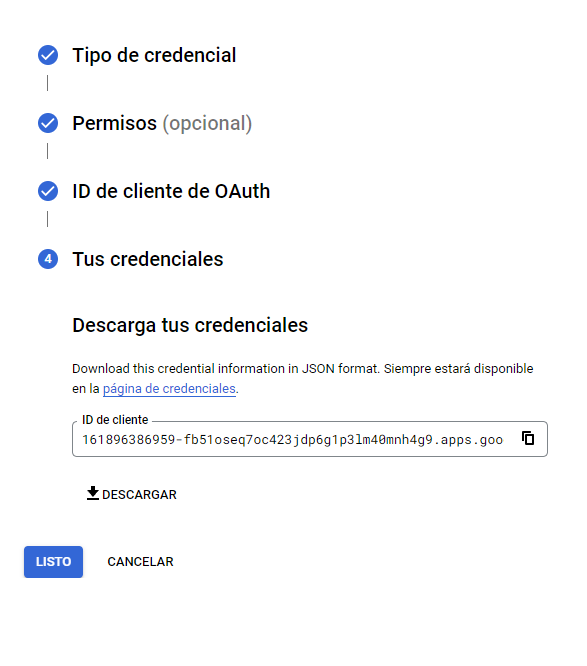 Tipo de credencial
Permisos (opcional)
ID de cliente de OAuth
4 Tus credenciales
Descarga tus credenciales
Download this credential information in JSON format. Siempre estará disponible
en la página de credenciales.
ID de cliente
161896386959-fb51oseq7oc423jdp6g1p3lm40mnh4g9.apps.goo
DESCARGAR
LISTO CANCELAR